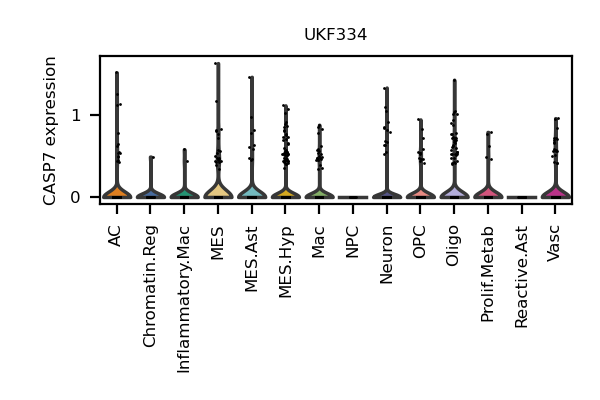 UKF334
CASP7 expression
1
0
AC
Chromatin.Reg
Inflammatory.Mac
MES
MES.Ast
MES.Hyp
Mac
NPC
Neuron
OPC
Oligo
Prolif.Metab
Reactive.Ast
Vasc